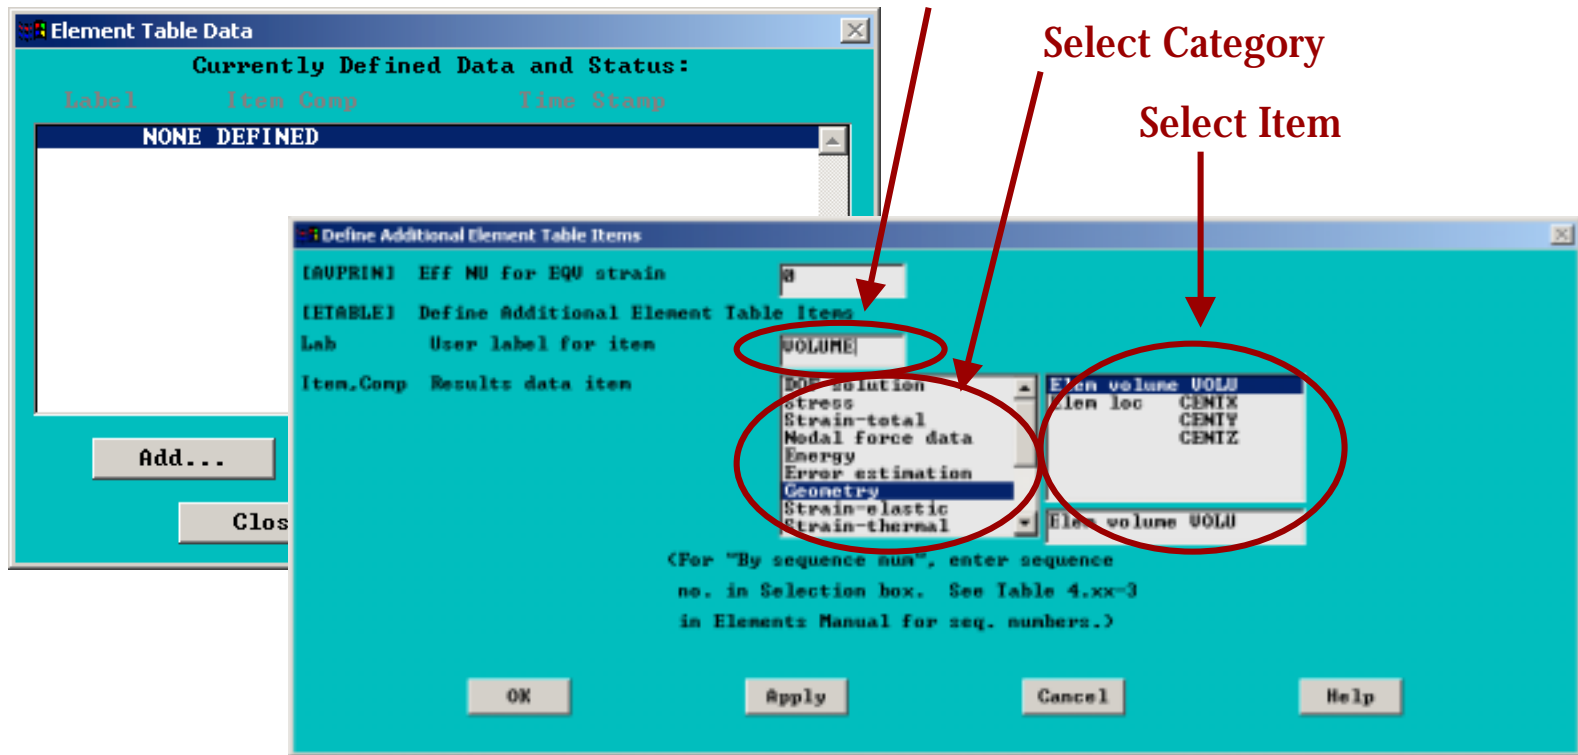 Select Category
Select Item
Element Table Data
Currently Defined Data and Status:
Label Item Comp Time Stamp
NONE DEFINED
Add...
Clos
Define Additional Element Table Items
[AVPRIN] Eff NU for EQV strain 0
[ETABLE] Define Additional Element Table Items
Lab User label for item VOLUME
Item,Comp Results data item
DOF solution
Stress
Strain-total
Nodal force data
Energy
Error estimation
Geometry
Strain-elastic
Strain-thermal
Elem volume VOLU
Elem loc CENTX
CENTY
CENTZ
Elem volume VOLU
(For "By sequence num", enter sequence
no. in Selection box. See Table 4.xx-3
in Elements Manual for seq. numbers.)
OK Apply Cancel Help